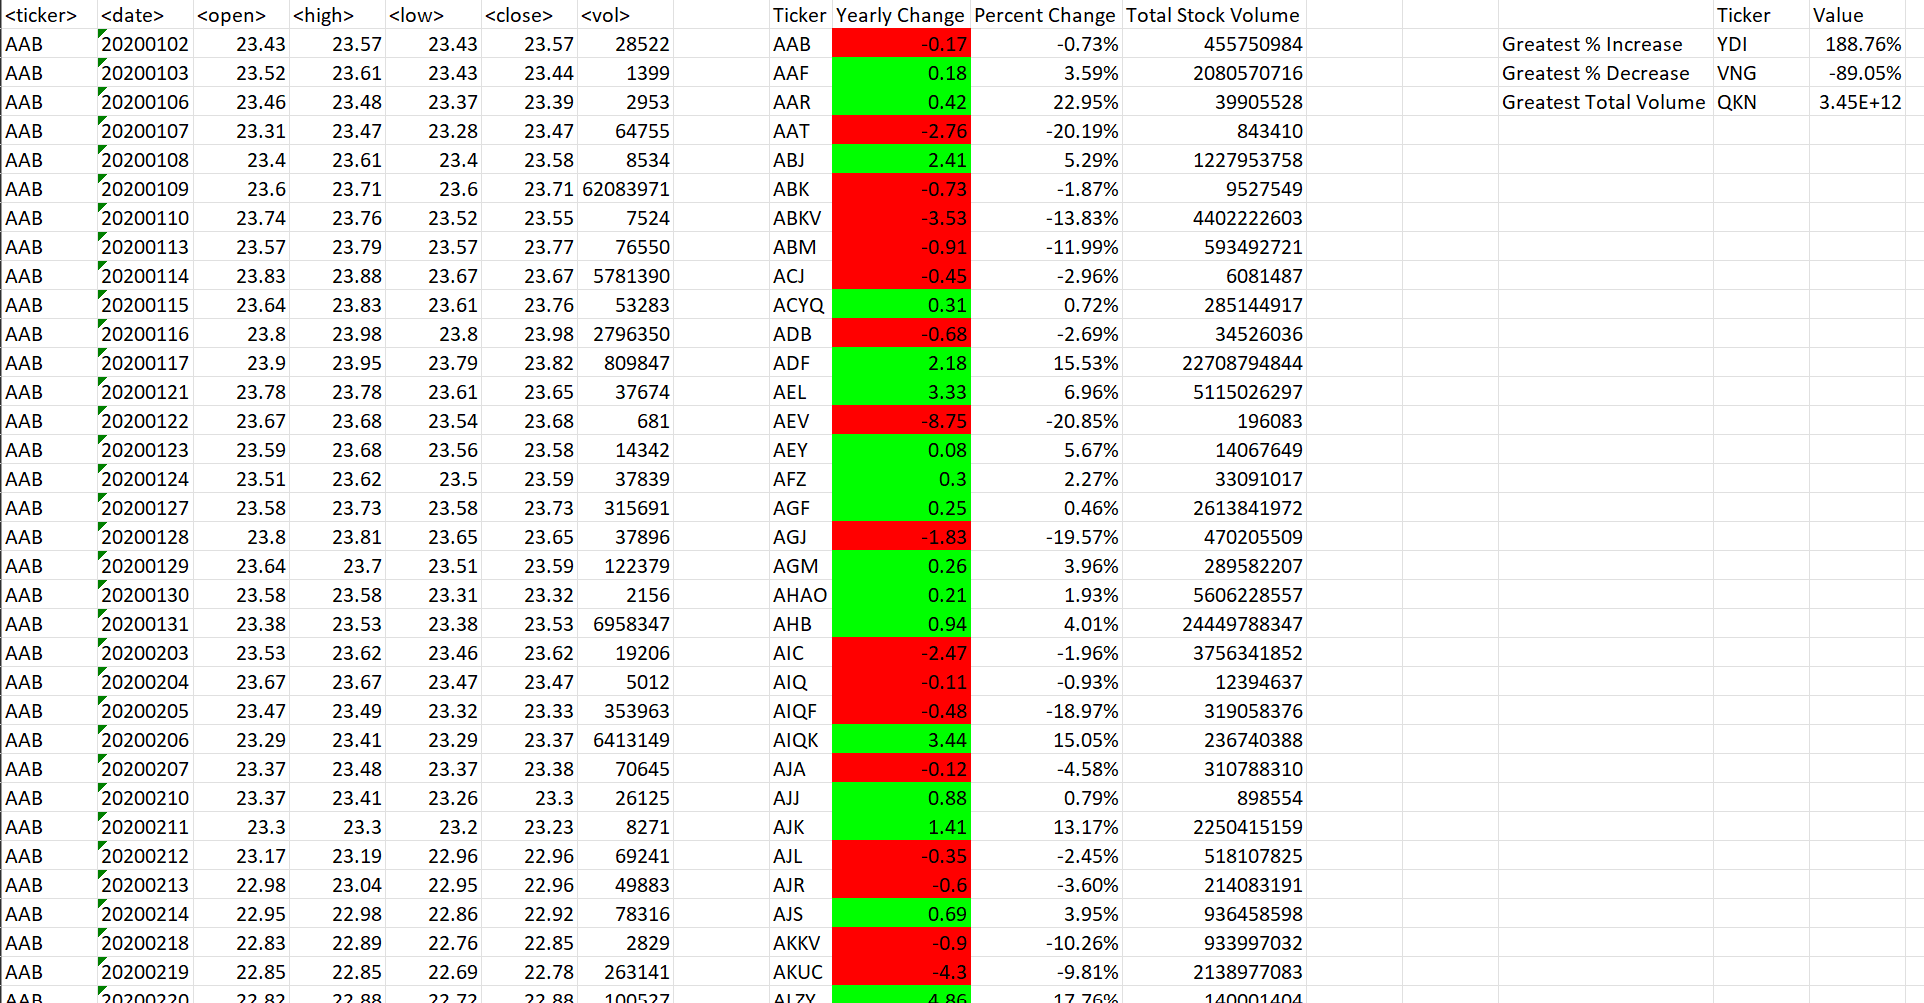 <ticker> <date> <open> <high> <low> <close> <vol> Ticker Yearly Change Percent Change Total Stock Volume Ticker Value
AAB 20200102 23.43 23.57 23.43 23.57 28522 AAB -0.17 -0.73% 455750984 Greatest % Increase YDI 188.76%
AAB 20200103 23.52 23.61 23.43 23.44 1399 AAF 0.18 3.59% 2080570716 Greatest % Decrease VNG -89.05%
AAB 20200106 23.46 23.48 23.37 23.39 2953 AAR 0.42 22.95% 39905528 Greatest Total Volume QKN 3.45E+12
AAB 20200107 23.31 23.47 23.28 23.47 64755 AAT -2.76 -20.19% 843410
AAB 20200108 23.4 23.61 23.4 23.58 8534 ABJ 2.41 5.29% 1227953758
AAB 20200109 23.6 23.71 23.6 23.71 62083971 ABK -0.73 -1.87% 9527549
AAB 20200110 23.74 23.76 23.52 23.55 7524 ABKV -3.53 -13.83% 4402222603
AAB 20200113 23.57 23.79 23.57 23.77 76550 ABM -0.91 -11.99% 593492721
AAB 20200114 23.83 23.88 23.67 23.67 5781390 ACJ -0.45 -2.96% 6081487
AAB 20200115 23.64 23.83 23.61 23.76 53283 ACYQ 0.31 0.72% 285144917
AAB 20200116 23.8 23.98 23.8 23.98 2796350 ADB -0.68 -2.69% 34526036
AAB 20200117 23.9 23.95 23.79 23.82 809847 ADF 2.18 15.53% 22708794844
AAB 20200121 23.78 23.78 23.61 23.65 37674 AEL 3.33 6.96% 5115026297
AAB 20200122 23.67 23.68 23.54 23.68 681 AEV -8.75 -20.85% 196083
AAB 20200123 23.59 23.68 23.56 23.58 14342 AEY 0.08 5.67% 14067649
AAB 20200124 23.51 23.62 23.5 23.59 37839 AFZ 0.3 2.27% 33091017
AAB 20200127 23.58 23.73 23.58 23.73 315691 AGF 0.25 0.46% 2613841972
AAB 20200128 23.8 23.81 23.65 23.65 37896 AGJ -1.83 -19.57% 470205509
AAB 20200129 23.64 23.7 23.51 23.59 122379 AGM 0.26 3.96% 289582207
AAB 20200130 23.58 23.58 23.31 23.32 2156 AHAO 0.21 1.93% 5606228557
AAB 20200131 23.38 23.53 23.38 23.53 6958347 AHB 0.94 4.01% 24449788347
AAB 20200203 23.53 23.62 23.46 23.62 19206 AIC -2.47 -1.96% 3756341852
AAB 20200204 23.67 23.67 23.47 23.47 5012 AIQ -0.11 -0.93% 12394637
AAB 20200205 23.47 23.49 23.32 23.33 353963 AIQF -0.48 -18.97% 319058376
AAB 20200206 23.29 23.41 23.29 23.37 6413149 AIQK 3.44 15.05% 236740388
AAB 20200207 23.37 23.48 23.37 23.38 70645 AJA -0.12 -4.58% 310788310
AAB 20200210 23.37 23.41 23.26 23.3 26125 AJJ 0.88 0.79% 898554
AAB 20200211 23.3 23.3 23.2 23.23 8271 AJK 1.41 13.17% 2250415159
AAB 20200212 23.17 23.19 22.96 22.96 69241 AJL -0.35 -2.45% 518107825
AAB 20200213 22.98 23.04 22.95 22.96 49883 AJR -0.6 -3.60% 214083191
AAB 20200214 22.95 22.98 22.86 22.92 78316 AJS 0.69 3.95% 936458598
AAB 20200218 22.83 22.89 22.76 22.85 2829 AKKV -0.9 -10.26% 933997032
AAB 20200219 22.85 22.85 22.69 22.78 263141 AKUC -4.3 -9.81% 2138977083
AAB 20200220 22.82 22.88 22.72 22.88 100527 ALZY 4.86 17.76% 140001404